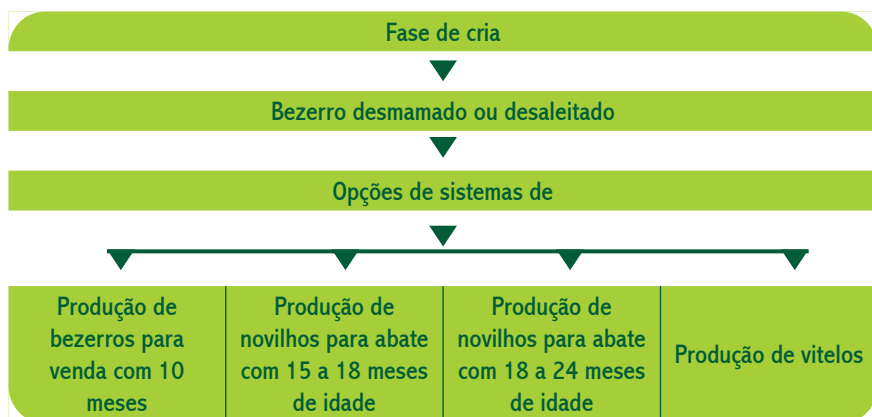 Fase de cria
Bezerro desmamado ou desaleitado
Opções de sistemas de
Produção de
bezerros para
venda com 10
meses
Produção de
novilhos para abate
com 15 a 18 meses
de idade
Produção de
novilhos para abate
com 18 a 24 meses
de idade
Produção de vitelos